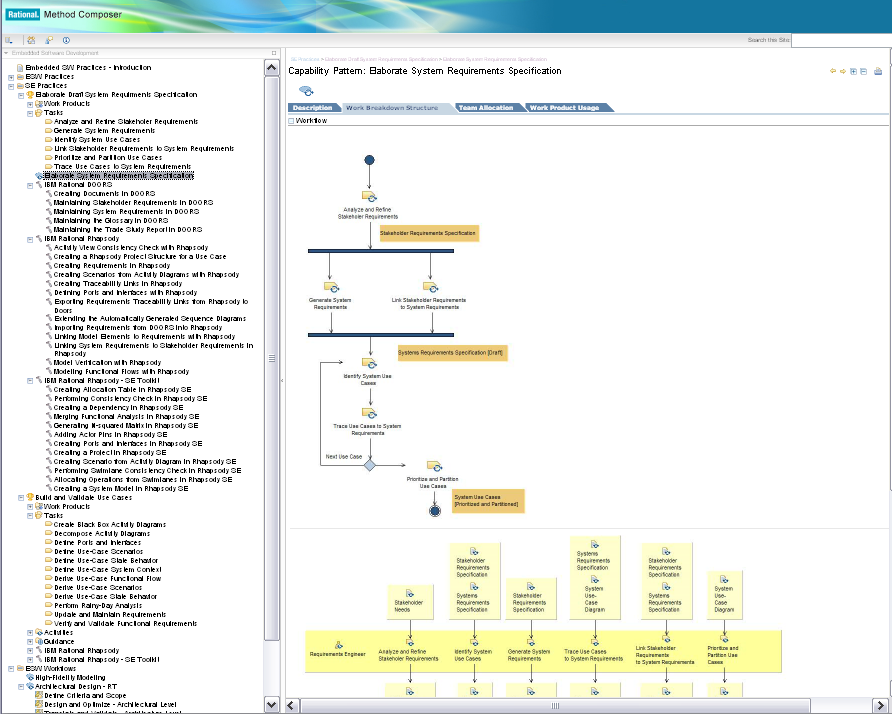 Rational. Method Composer
Search this Site:
Embedded Software Development
Embedded SW Practices - Introduction
ESW Practices
SE Practices
Elaborate Draft System Requirments Specification
Work Products
Tasks
Analyze and Refine Stakeholder Requirements
Generate System Requirements
Identify System Use Cases
Link Stakeholder Requirements to System Requirements
Prioritize and Partition Use Cases
Trace Use Cases to System Requirements
Elaborate System Requirements Specification
IBM Rational DOORS
Creating Documents in DOORS
Maintaining Stakeholder Requirements in DOORS
Maintaining System Requirements in DOORS
Maintaining the Glossary in DOORS
Maintaining the Trade Study Report in DOORS
IBM Rational Rhapsody
Activity View Consistency Check with Rhapsody
Creating a Rhapsody Project Structure for a Use Case
Creating Requirements in Rhapsody
Creating Scenarios from Activity Diagrams with Rhapsody
Creating Traceability Links in Rhapsody
Defining Ports and Interfaces with Rhapsody
Exporting Requirements Traceability Links from Rhapsody to
Doors
Extending the Automatically Generated Sequence Diagrams
Importing Requirements from DOORS into Rhapsody
Linking Model Elements to Requirements with Rhapsody
Linking System Requirements to Stakeholder Requirements in
Rhapsody
Model Verification with Rhapsody
Modeling Functional Flows with Rhapsody
IBM Rational Rhapsody - SE Toolkit
Creating Allocation Table in Rhapsody SE
Performing Consistency Check in Rhapsody SE
Creating a Dependency in Rhapsody SE
Merging Functional Analysis in Rhapsody SE
Generating N-squared Matrix in Rhapsody SE
Adding Actor Pins in Rhapsody SE
Creating Ports and Interfaces in Rhapsody SE
Creating a Project in Rhapsody SE
Creating Scenario from Activity Diagram in Rhapsody SE
Performing Swimlane Consistency Check in Rhapsody SE
Allocating Operations from Swimlanes in Rhapsody SE
Creating a System Model in Rhapsody SE
Build and Validate Use Cases
Work Products
Tasks
Create Black Box Activity Diagrams
Decompose Activity Diagrams
Define Ports and Interfaces
Define Use-Case Scenarios
Define Use-Case State Behavior
Define Use-Case System Context
Derive Use-Case Functional Flow
Derive Use-Case Scenarios
Derive Use-Case State Behavior
Perform Rainy-Day Analysis
Update and Maintain Requirements
Verify and Validate Functional Requirements
Activities
Guidance
IBM Rational Rhapsody
IBM Rational Rhapsody - SE Toolkit
ESW Workflows
High-Fidelity Modeling
Architectural Design - RT
Define Criteria and Scope
Design and Optimize - Architectural Level
Capability Pattern: Elaborate System Requirements Specification
Description Work Breakdown Structure Team Allocation Work Product Usage
Workflow
Analyze and Refine
Stakeholder Requirements
Stakeholder Requirements Specification
Generate System
Requirements
Link Stakeholder Requirements
to System Requirements
Systems Requirements Specification [Draft]
Identify System Use
Cases
Trace Use Cases to System
Requirements
Next Use Case
Prioritize and Partition
Use Cases
System Use Cases
[Prioritized and Partitioned]
Stakeholder
Needs
Stakeholder
Requirements
Specification
Systems
Requirements
Specification
Stakeholder
Requirements
Specification
Systems
Requirements
Specification
System
Use-
Case
Diagram
Stakeholder
Requirements
Specification
Systems
Requirements
Specification
System
Use-
Case
Diagram
Requirements Engineer
Analyze and Refine
Stakeholder Requirements
Identify System
Use Cases
Generate System
Requirements
Trace Use Cases
to System Requirements
Link Stakeholder
Requirements
to System Requirements
Prioritize and
Partition Use
Cases